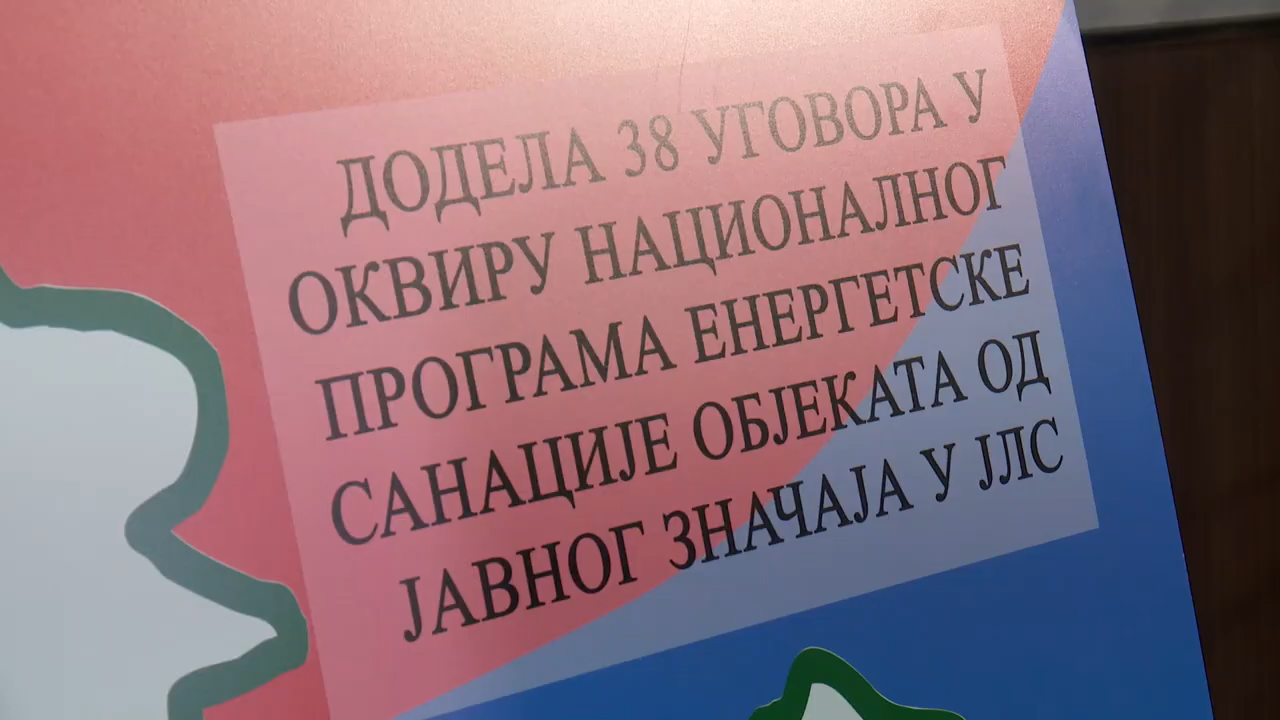 ДОДЕЛА 38 УГОВОРА У
ОКВИРУ НАЦИОНАЛНОГ
ПРОГРАМА ЕНЕРГЕТСКЕ
САНАЦИЈЕ ОБЈЕКАТА ОД
ЈАВНОГ ЗНАЧАЈА У ЈЛС